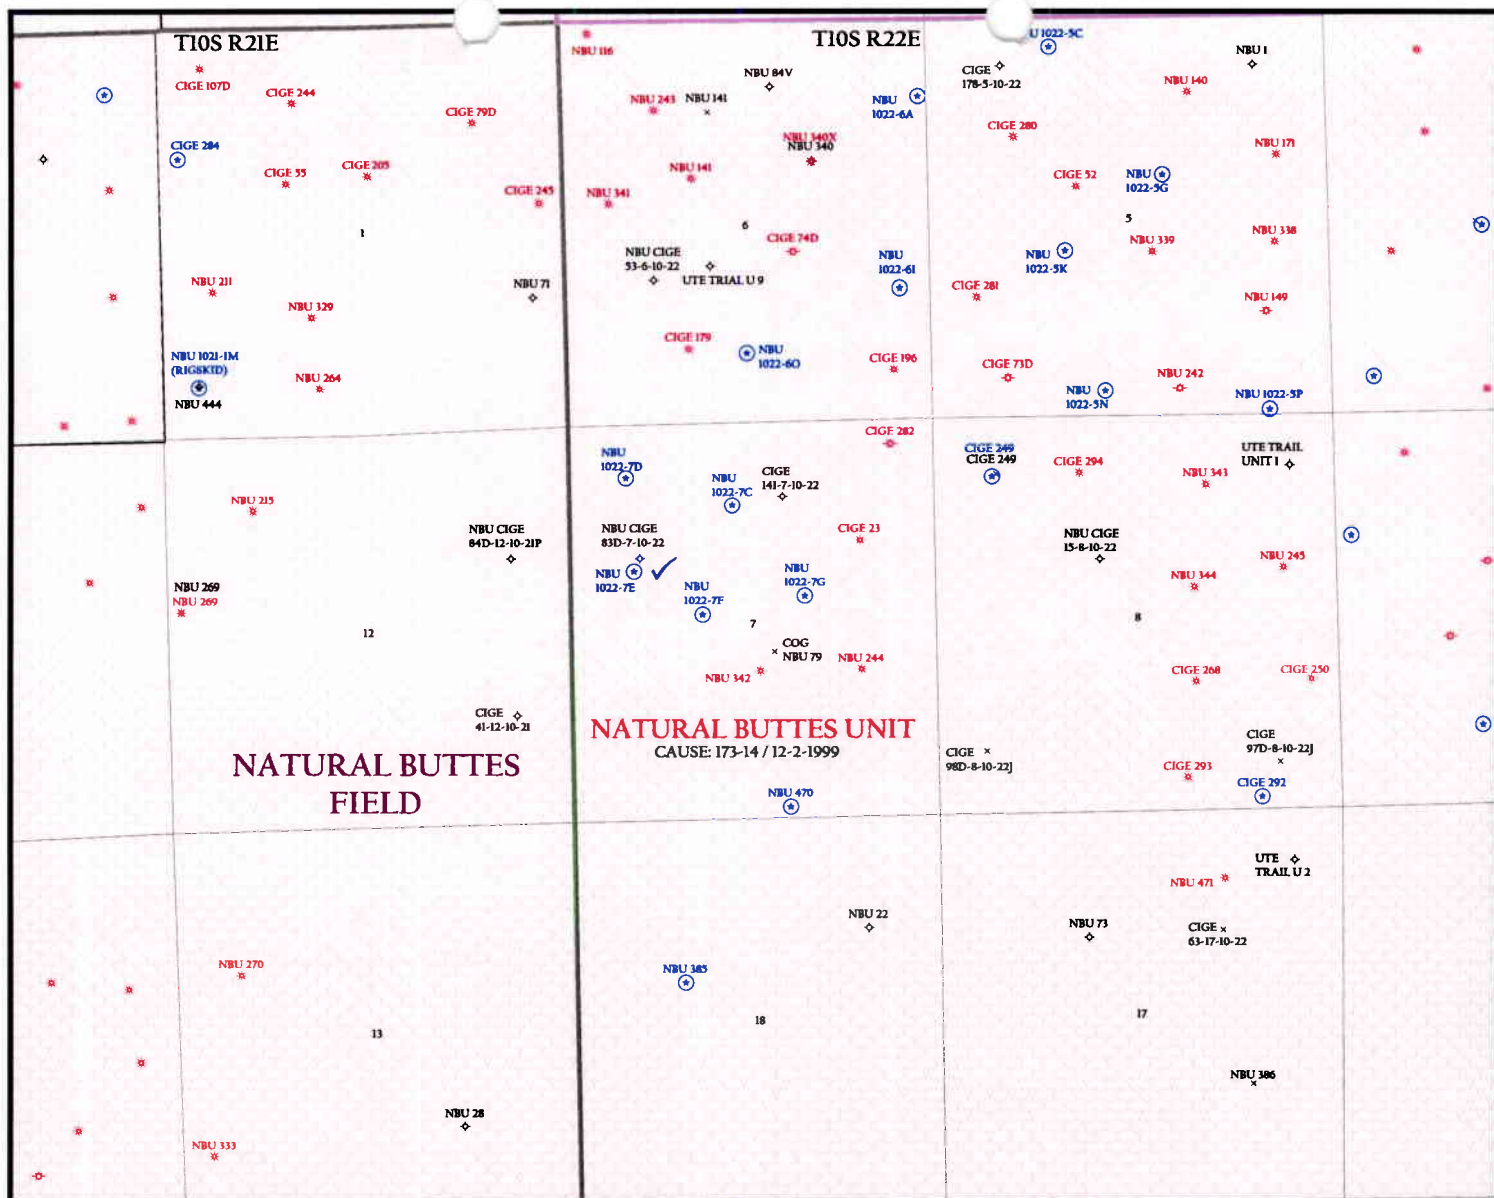 T10S R21E
T10S R22E
NBU 116
U 1022-5C
NBU 1
CIGE 107D
CIGE 244
CIGE 79D
NBU 84V
CIGE
178-5-10-22
NBU 140
NBU 243
NBU 141
NBU
1022-6A
CIGE 280
NBU 340X
NBU 340
NBU 171
CIGE 284
CIGE 55
CIGE 205
CIGE 245
NBU 141
NBU 341
CIGE 52
NBU
1022-5G
1
6
5
CIGE 74D
NBU 339
NBU 338
NBU CIGE
53-6-10-22
UTE TRIAL U 9
NBU
1022-6I
NBU
1022-5K
NBU 211
NBU 329
NBU 71
CIGE 281
NBU 149
CIGE 179
NBU
1022-6O
CIGE 196
CIGE 73D
NBU
1022-5N
NBU 242
NBU 1022-5P
NBU 1021-1M
(RIGSKID)
NBU 444
NBU 264
CIGE 282
NBU
1022-7D
NBU
1022-7C
CIGE
141-7-10-22
CIGE 249
CIGE 249
CIGE 294
NBU 343
UTE TRAIL
UNIT 1
NBU 215
NBU CIGE
84D-12-10-21P
NBU CIGE
83D-7-10-22
CIGE 23
NBU CIGE
15-8-10-22
NBU 245
NBU
1022-7E
NBU
1022-7F
NBU
1022-7G
NBU 344
NBU 269
NBU 269
12
7
8
COG
NBU 79
NBU 342
NBU 244
CIGE 268
CIGE 250
CIGE
41-12-10-21
NATURAL BUTTES UNIT
CAUSE: 173-14 / 12-2-1999
CIGE
98D-8-10-22J
CIGE
97D-8-10-22J
NATURAL BUTTES
FIELD
CIGE 293
CIGE 292
NBU 470
UTE
TRAIL U 2
NBU 471
NBU 22
NBU 73
CIGE
63-17-10-22
NBU 270
NBU 385
13
18
17
NBU 386
NBU 28
NBU 333